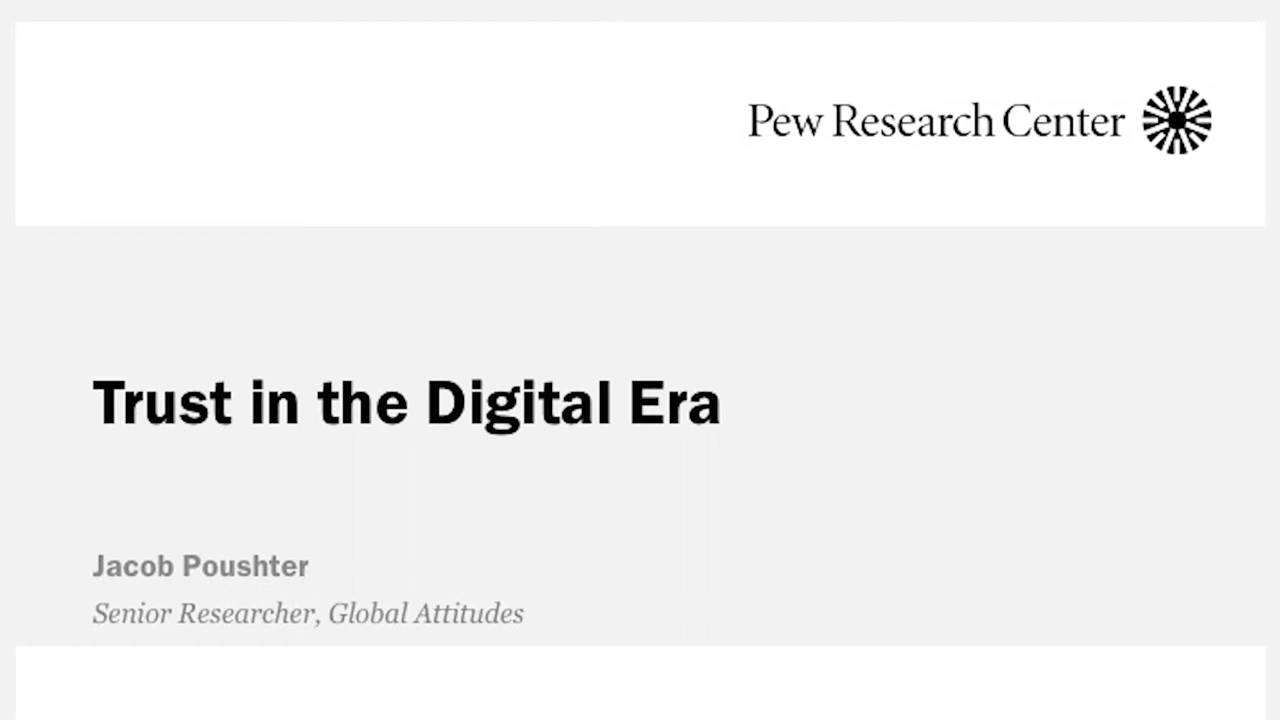 Pew Research Center
Trust in the Digital Era
Jacob Poushter
Senior Researcher, Global Attitudes